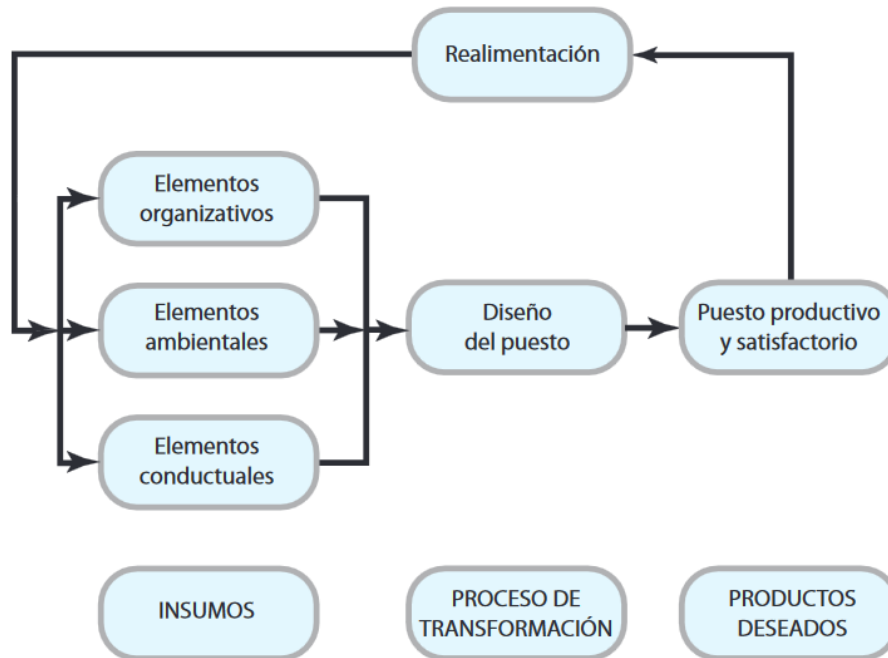 Realimentación
Elementos
organizativos
Elementos
ambientales
Diseño
del puesto
Puesto productivo
y satisfactorio
Elementos
conductuales
INSUMOS
PROCESO DE
TRANSFORMACIÓN
PRODUCTOS
DESEADOS